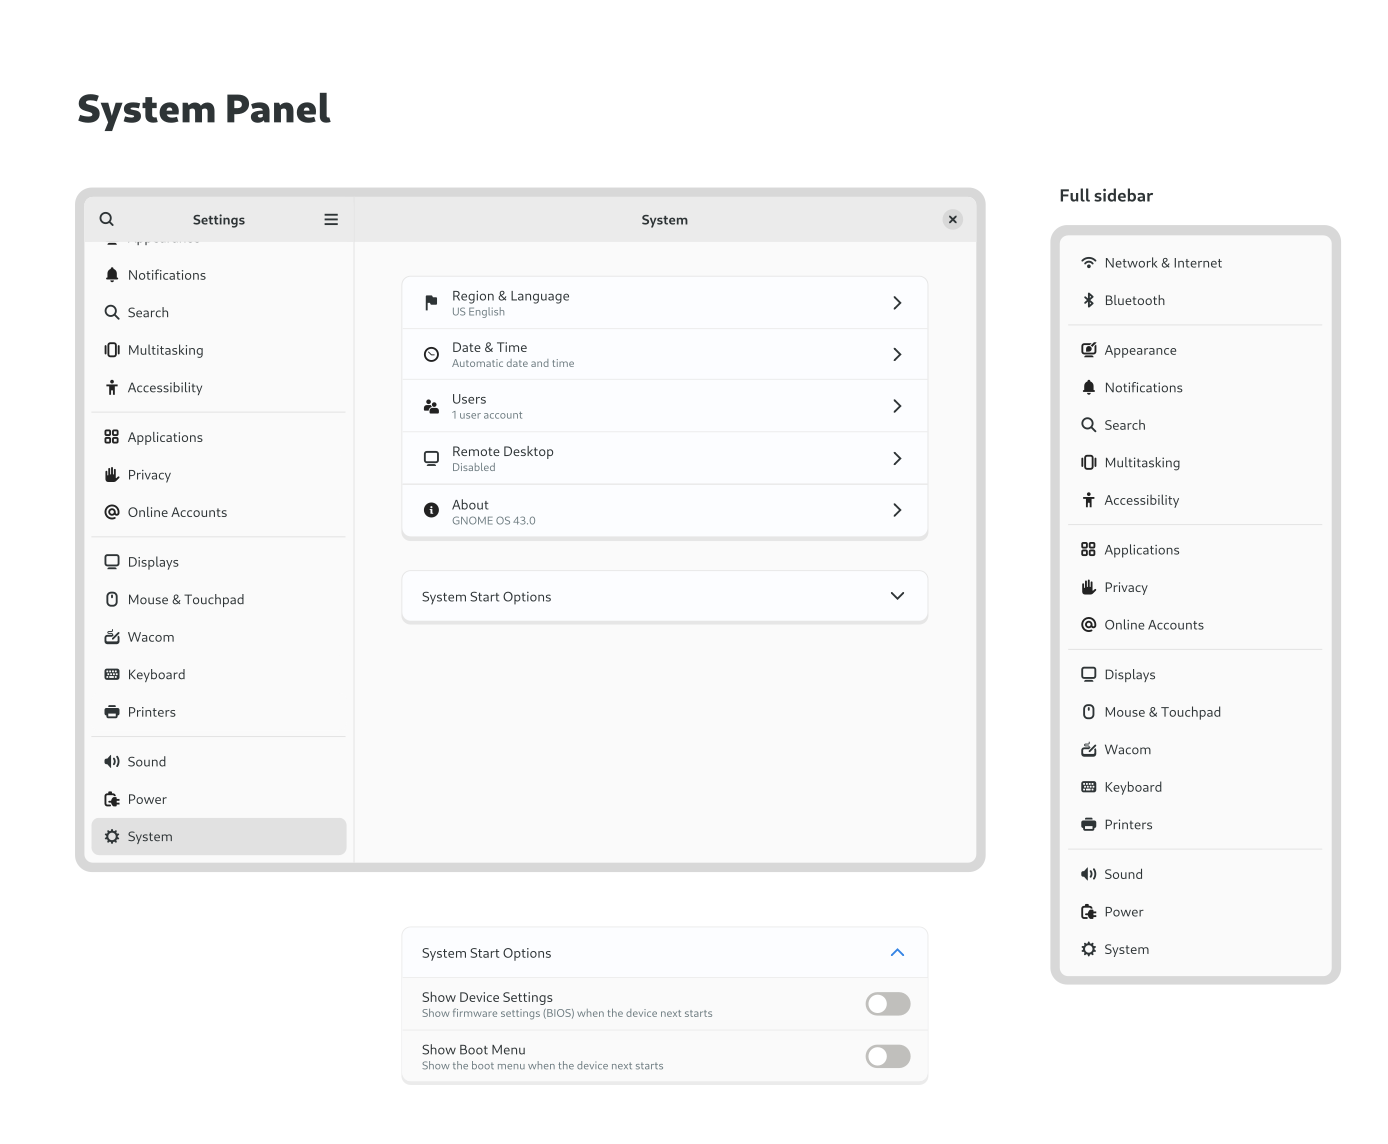 System Panel
Settings
System
Appearance
Notifications
Search
Multitasking
Accessibility
Applications
Privacy
Online Accounts
Displays
Mouse & Touchpad
Wacom
Keyboard
Printers
Sound
Power
System
Region & Language
US English
Date & Time
Automatic date and time
Users
1 user account
Remote Desktop
Disabled
About
GNOME OS 43.0
System Start Options
System Start Options
Show Device Settings
Show firmware settings (BIOS) when the device next starts
Show Boot Menu
Show the boot menu when the device next starts
Full sidebar
Network & Internet
Bluetooth
Appearance
Notifications
Search
Multitasking
Accessibility
Applications
Privacy
Online Accounts
Displays
Mouse & Touchpad
Wacom
Keyboard
Printers
Sound
Power
System